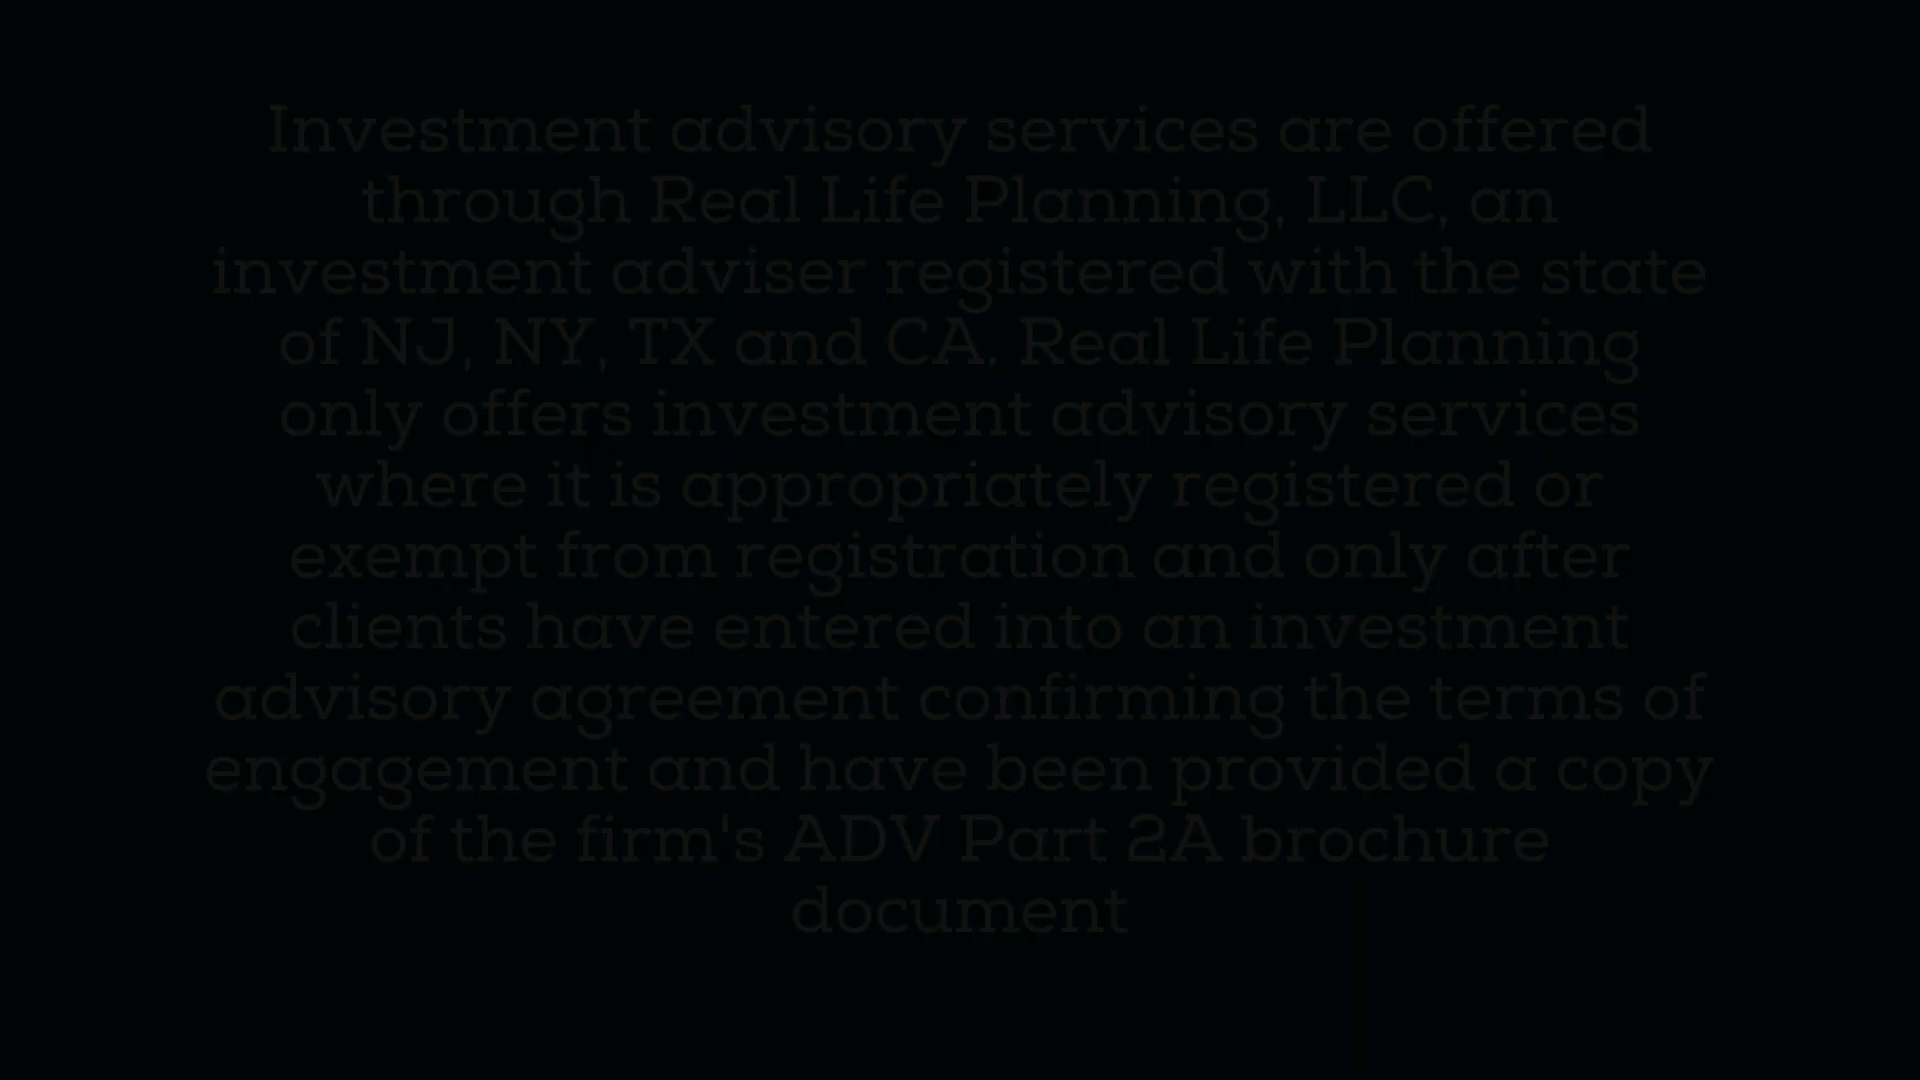 Investment advisory services are offered
through Real Life Planning, LLC, an
investment adviser registered with the state
of NJ, NY, TX and CA. Real Life Planning
only offers investment advisory services
where it is appropriately registered or
exempt from registration and only after
clients have entered into an investment
advisory agreement confirming the terms of
engagement and have been provided a copy
of the firm's ADV Part 2A brochure
document